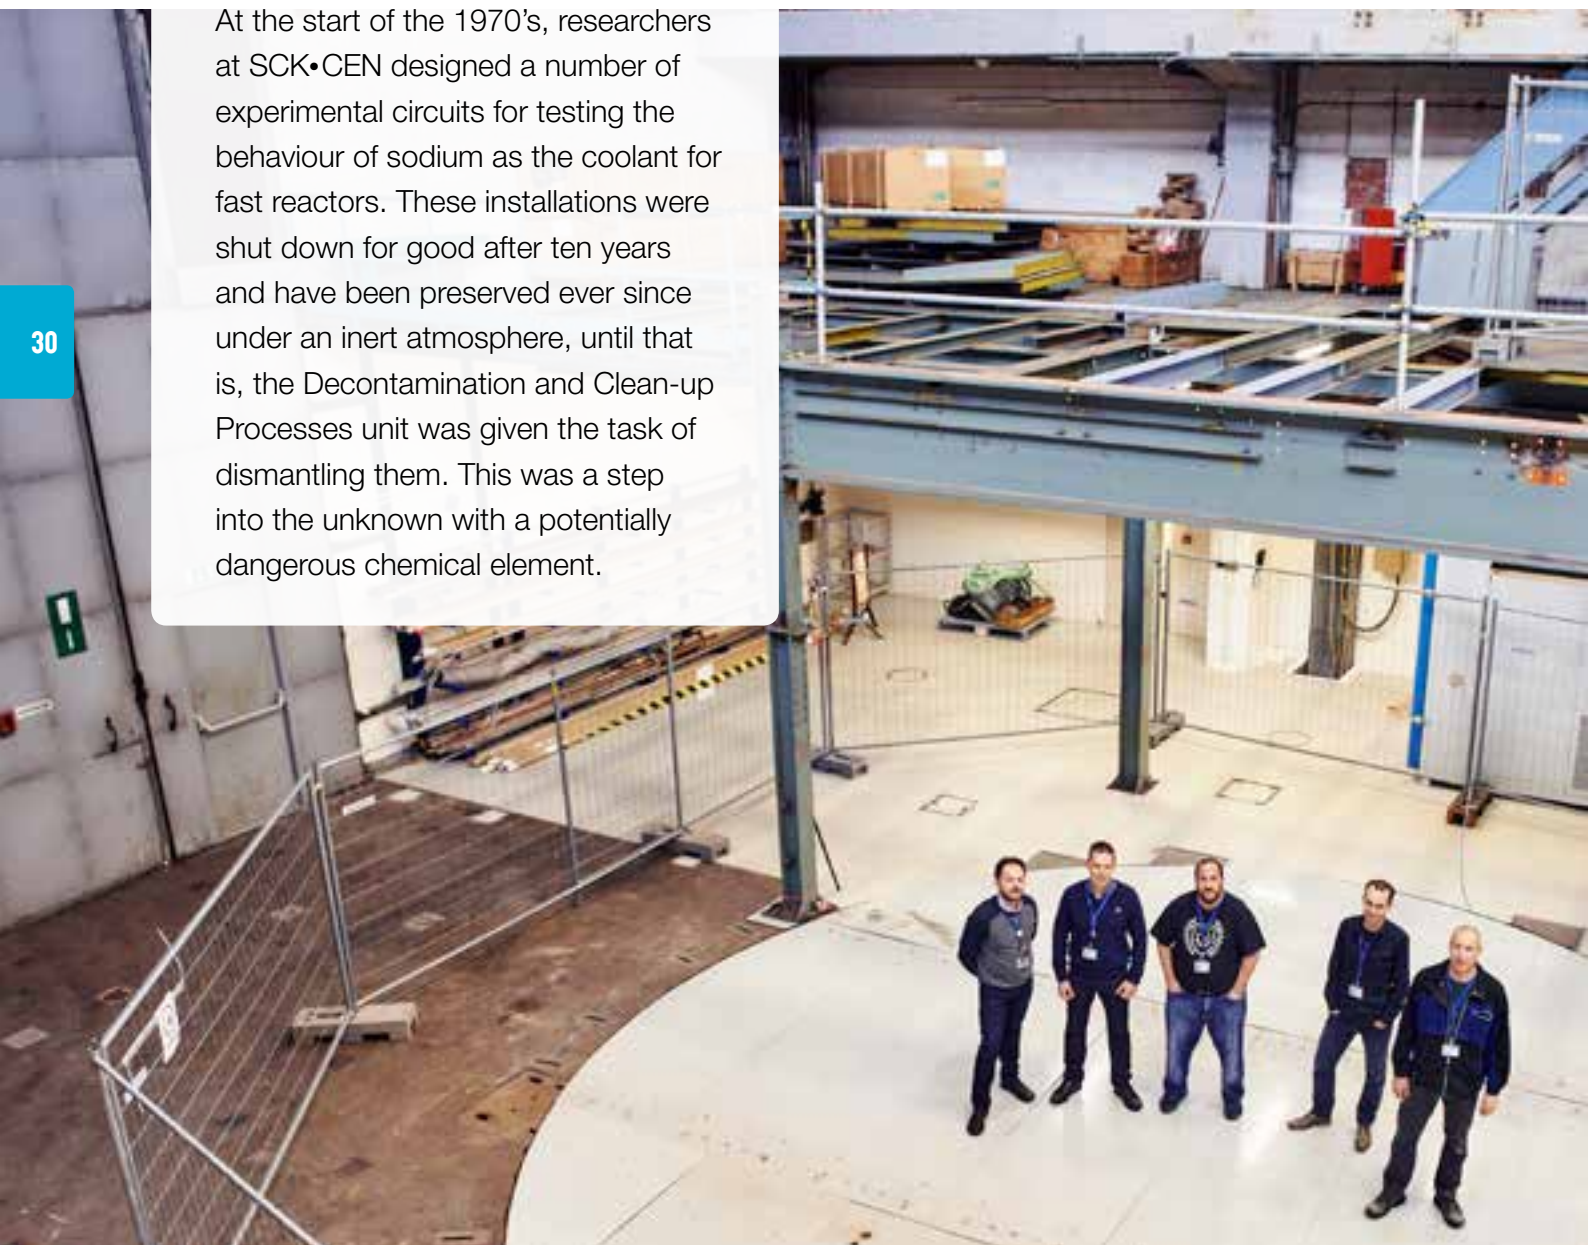 At the start of the 1970’s, researchers
at SCK•CEN designed a number of
experimental circuits for testing the
behaviour of sodium as the coolant for
fast reactors. These installations were
shut down for good after ten years
and have been preserved ever since
under an inert atmosphere, until that
is, the Decontamination and Clean-up
Processes unit was given the task of
dismantling them. This was a step
into the unknown with a potentially
dangerous chemical element.
30